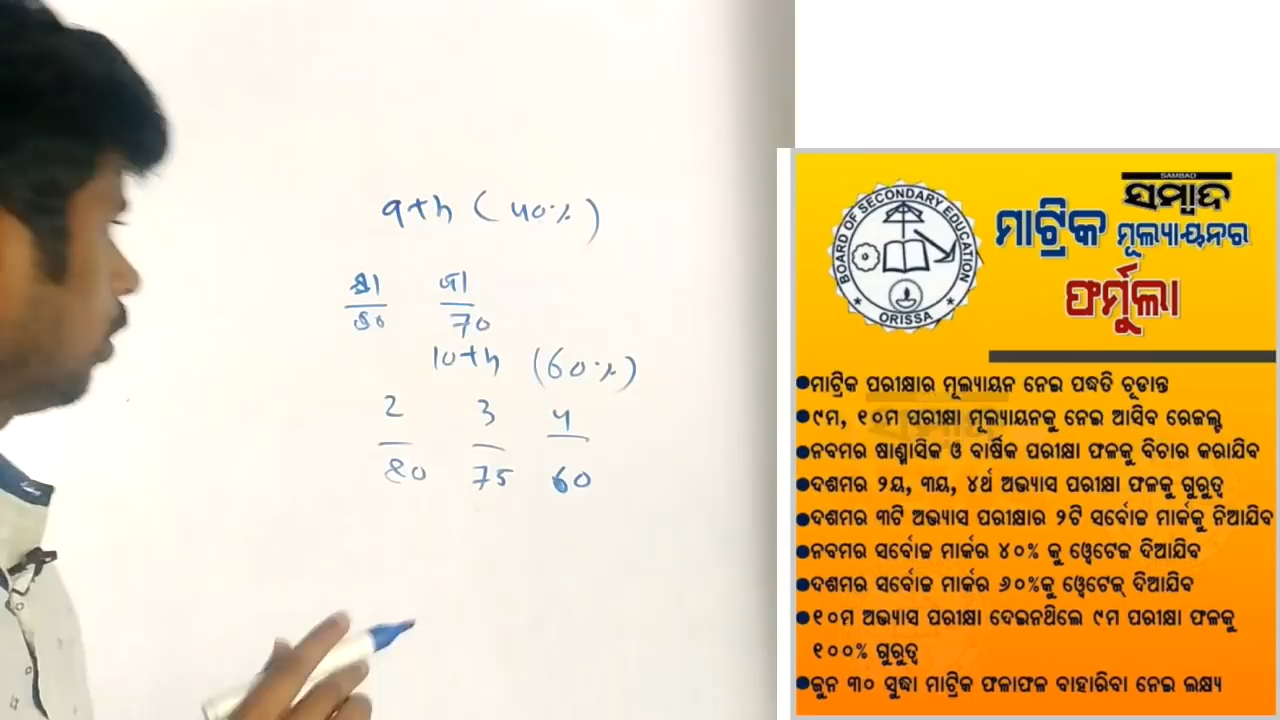 9th (40%)
ଷା ବା
80 70
10th (60%)
2 3 4
80 75 60
BOARD OF SECONDARY EDUCATION
ORISSA
SAMBAD
ସମ୍ବାଦ
ମାଟ୍ରିକ ମୂଲ୍ୟାୟନର
ଫର୍ମୁଲା
ମାଟ୍ରିକ ପରୀକ୍ଷାର ମୂଲ୍ୟାୟନ ନେଇ ପଦ୍ଧତି ଚୂଡାନ୍ତ
୯ମ, ୧୦ମ ପରୀକ୍ଷା ମୂଲ୍ୟାୟନକୁ ନେଇ ଆସିବ ରେଜଲ୍ଟ
ନବମର ଷାଣ୍ମାସିକ ଓ ବାର୍ଷିକ ପରୀକ୍ଷା ଫଳକୁ ବିଚାର କରାଯିବ
ଦଶମର ୨ୟ, ୩ୟ, ୪ର୍ଥ ଅଭ୍ୟାସ ପରୀକ୍ଷା ଫଳକୁ ଗୁରୁତ୍ୱ
ଦଶମର ୩ଟି ଅଭ୍ୟାସ ପରୀକ୍ଷାର ୨ଟି ସର୍ବୋଚ୍ଚ ମାର୍କକୁ ନିଆଯିବ
ନବମର ସର୍ବୋଚ୍ଚ ମାର୍କର ୪୦% କୁ ୱେଟେଜ ଦିଆଯିବ
ଦଶମର ସର୍ବୋଚ୍ଚ ମାର୍କର ୬୦%କୁ ୱେଟେଜ୍ ଦିଆଯିବ
୧୦ମ ଅଭ୍ୟାସ ପରୀକ୍ଷା ଦେଇନଥିଲେ ୯ମ ପରୀକ୍ଷା ଫଳକୁ
୧୦୦% ଗୁରୁତ୍ୱ
ଜୁନ ୩୦ ସୁଦ୍ଧା ମାଟ୍ରିକ ଫଳାଫଳ ବାହାରିବା ନେଇ ଲକ୍ଷ୍ୟ